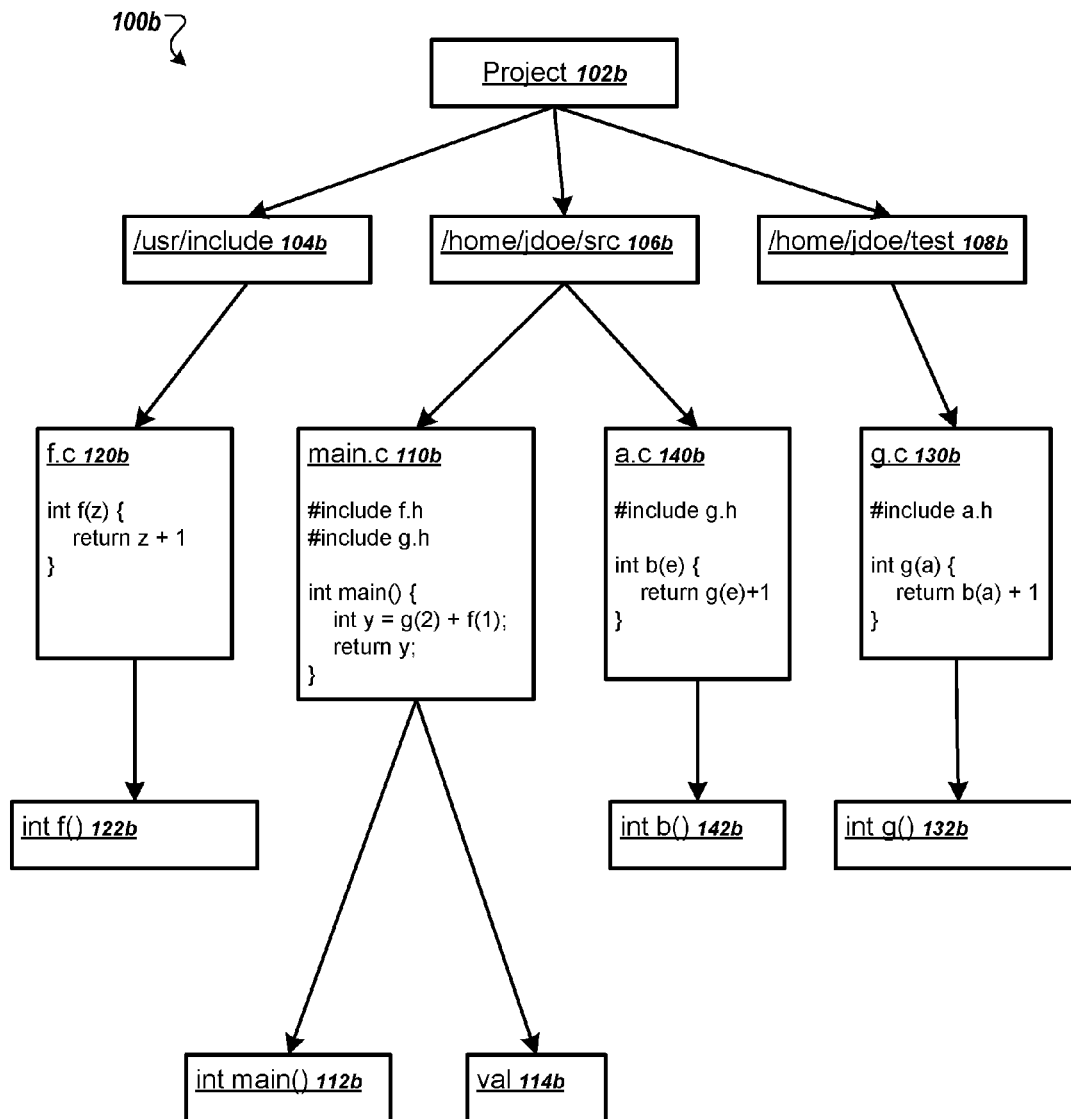 100b
Project 102b
/usr/include 104b
/home/jdoe/src 106b
/home/jdoe/test 108b
f.c 120b
int f(z) {
return z + 1
}
main.c 110b
#include f.h
#include g.h
int main() {
int y = g(2) + f(1);
return y;
}
a.c 140b
#include g.h
int b(e) {
return g(e)+1
}
g.c 130b
#include a.h
int g(a) {
return b(a) + 1
}
int f() 122b
int b() 142b
int g() 132b
int main() 112b
val 114b